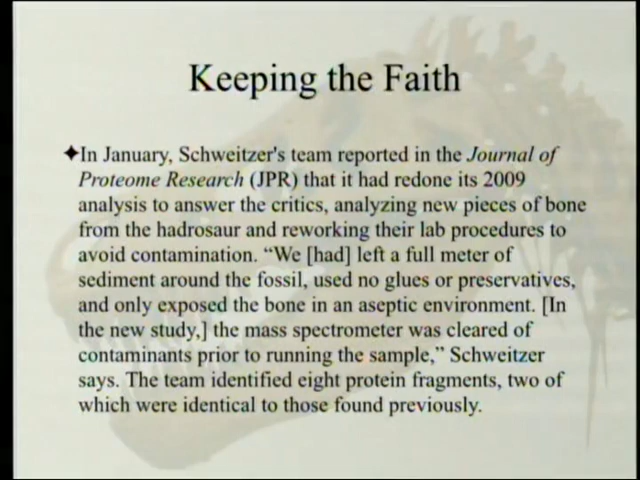 Keeping the Faith
✦In January, Schweitzer's team reported in the Journal of
Proteome Research (JPR) that it had redone its 2009
analysis to answer the critics, analyzing new pieces of bone
from the hadrosaur and reworking their lab procedures to
avoid contamination. “We [had] left a full meter of
sediment around the fossil, used no glues or preservatives,
and only exposed the bone in an aseptic environment. [In
the new study,] the mass spectrometer was cleared of
contaminants prior to running the sample,” Schweitzer
says. The team identified eight protein fragments, two of
which were identical to those found previously.